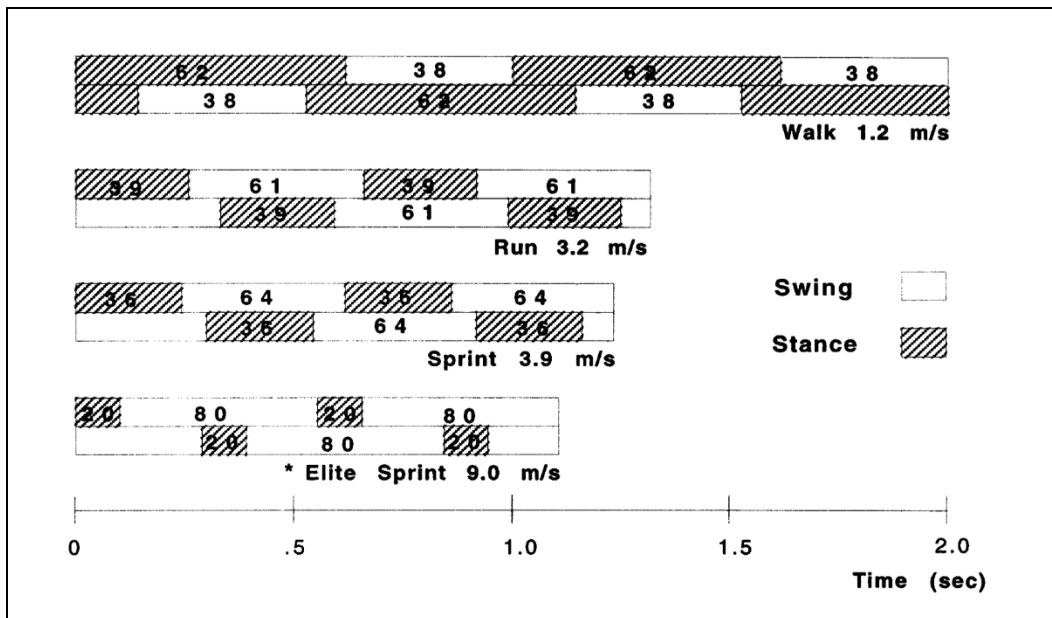 62 38 62 38
38 62 38
Walk 1.2 m/s
39 61 39 61
39 61 39
Run 3.2 m/s
36 64 36 64
36 64 36
Swing
Sprint 3.9 m/s
Stance
20 80 20 80
20 80 20
* Elite Sprint 9.0 m/s
0 .5 1.0 1.5 2.0
Time (sec)